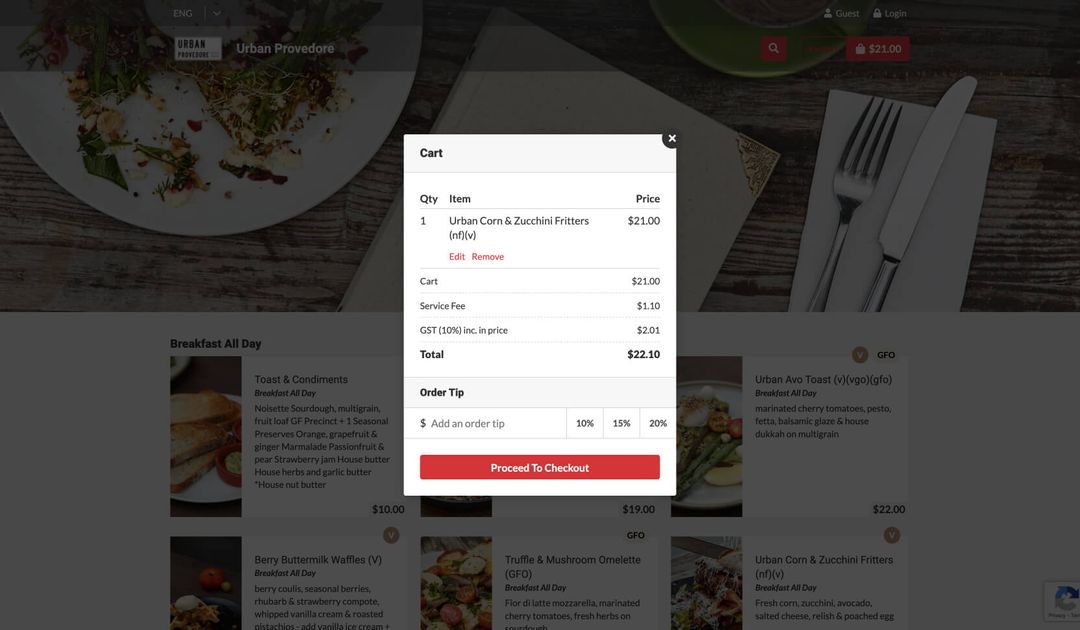 ENG
Guest
Login
URBAN
PROVEDORE
Urban Provedore
$21.00
Cart
Qty Item Price
1 Urban Corn & Zucchini Fritters $21.00
(nf)(v)
Edit Remove
Cart $21.00
Service Fee $1.10
GST (10%) inc. in price $2.01
Total $22.10
Order Tip
$ Add an order tip 10% 15% 20%
Proceed To Checkout
Breakfast All Day
Toast & Condiments
Breakfast All Day
Noisette Sourdough, multigrain,
fruit loaf GF Precinct + 1 Seasonal
Preserves Orange, grapefruit &
ginger Marmalade Passionfruit &
pear Strawberry jam House butter
House herbs and garlic butter
*House nut butter
$10.00
$19.00
V GFO
Urban Avo Toast (v)(vgo)(gfo)
Breakfast All Day
marinated cherry tomatoes, pesto,
fetta, balsamic glaze & house
dukkah on multigrain
$22.00
V
Berry Buttermilk Waffles (V)
Breakfast All Day
berry coulis, seasonal berries,
rhubarb & strawberry compote,
whipped vanilla cream & roasted
pistachios - add vanilla ice cream +
GFO
Truffle & Mushroom Omelette
(GFO)
Breakfast All Day
Fior di latte mozzarella, marinated
cherry tomatoes, fresh herbs on
sourdough
V
Urban Corn & Zucchini Fritters
(nf)(v)
Breakfast All Day
Fresh corn, zucchini, avocado,
salted cheese, relish & poached egg
Privacy